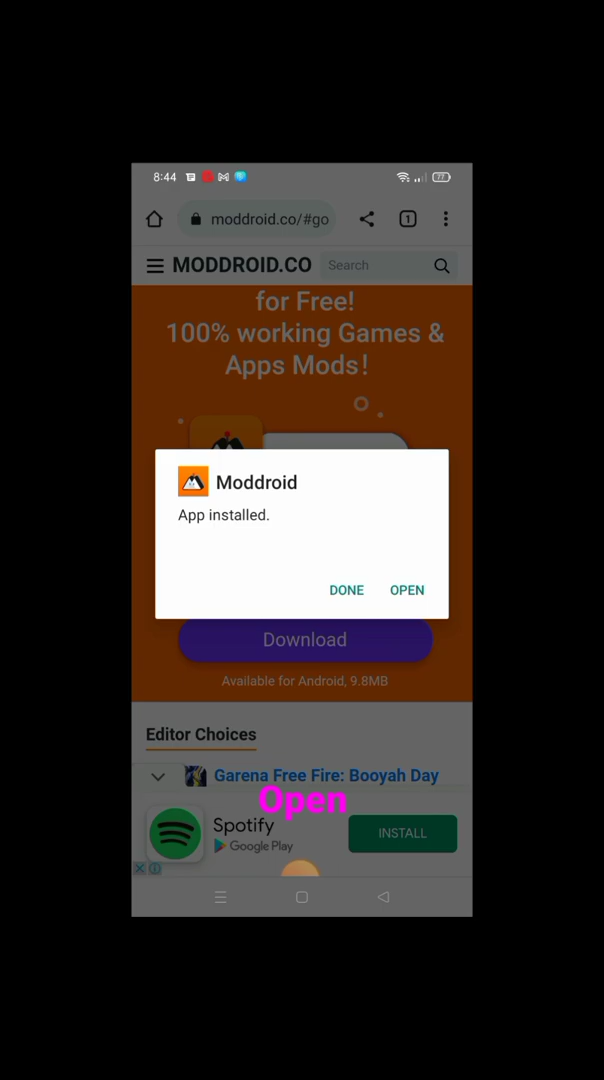 8:44
77
moddroid.co/#go
1
MODDROID.CO
Search
for Free!
100% working Games &
Apps Mods!
Moddroid
App installed.
DONE
OPEN
Download
Available for Android, 9.8MB
Editor Choices
Garena Free Fire: Booyah Day
Open
Spotify
Google Play
INSTALL